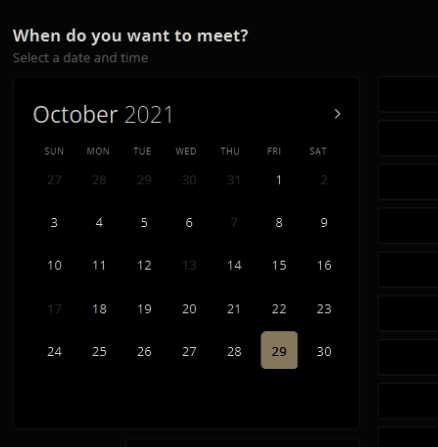 When do you want to meet?
Select a date and time
October 2021 >
SUN MON TUE WED THU FRI SAT
27 28 29 30 31 1 2
3 4 5 6 7 8 9
10 11 12 13 14 15 16
17 18 19 20 21 22 23
24 25 26 27 28 29 30